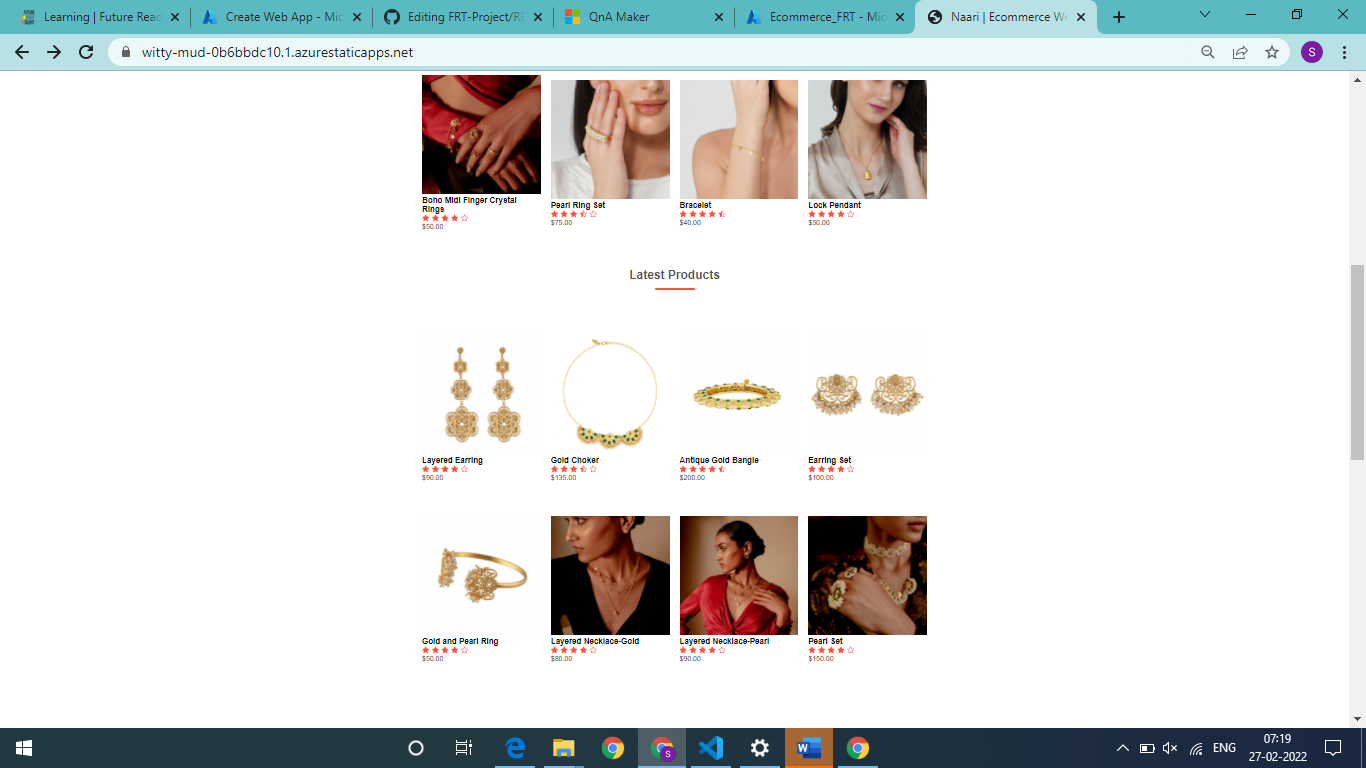 Learning | Future Read
Create Web App - Mic
Editing FRT-Project/RE
QnA Maker
Ecommerce_FRT - Mic
Naari | Ecommerce We
witty-mud-0b6bbdc10.1.azurestaticapps.net
S
Boho Midi Finger Crystal
Rings
$50.00
Pearl Ring Set
$75.00
Bracelet
$40.00
Lock Pendant
$50.00
Latest Products
Layered Earring
$90.00
Gold Choker
$135.00
Antique Gold Bangle
$200.00
Earring Set
$100.00
Gold and Pearl Ring
$50.00
Layered Necklace-Gold
$80.00
Layered Necklace-Pearl
$90.00
Pearl Set
$150.00
S
ENG
07:19
27-02-2022